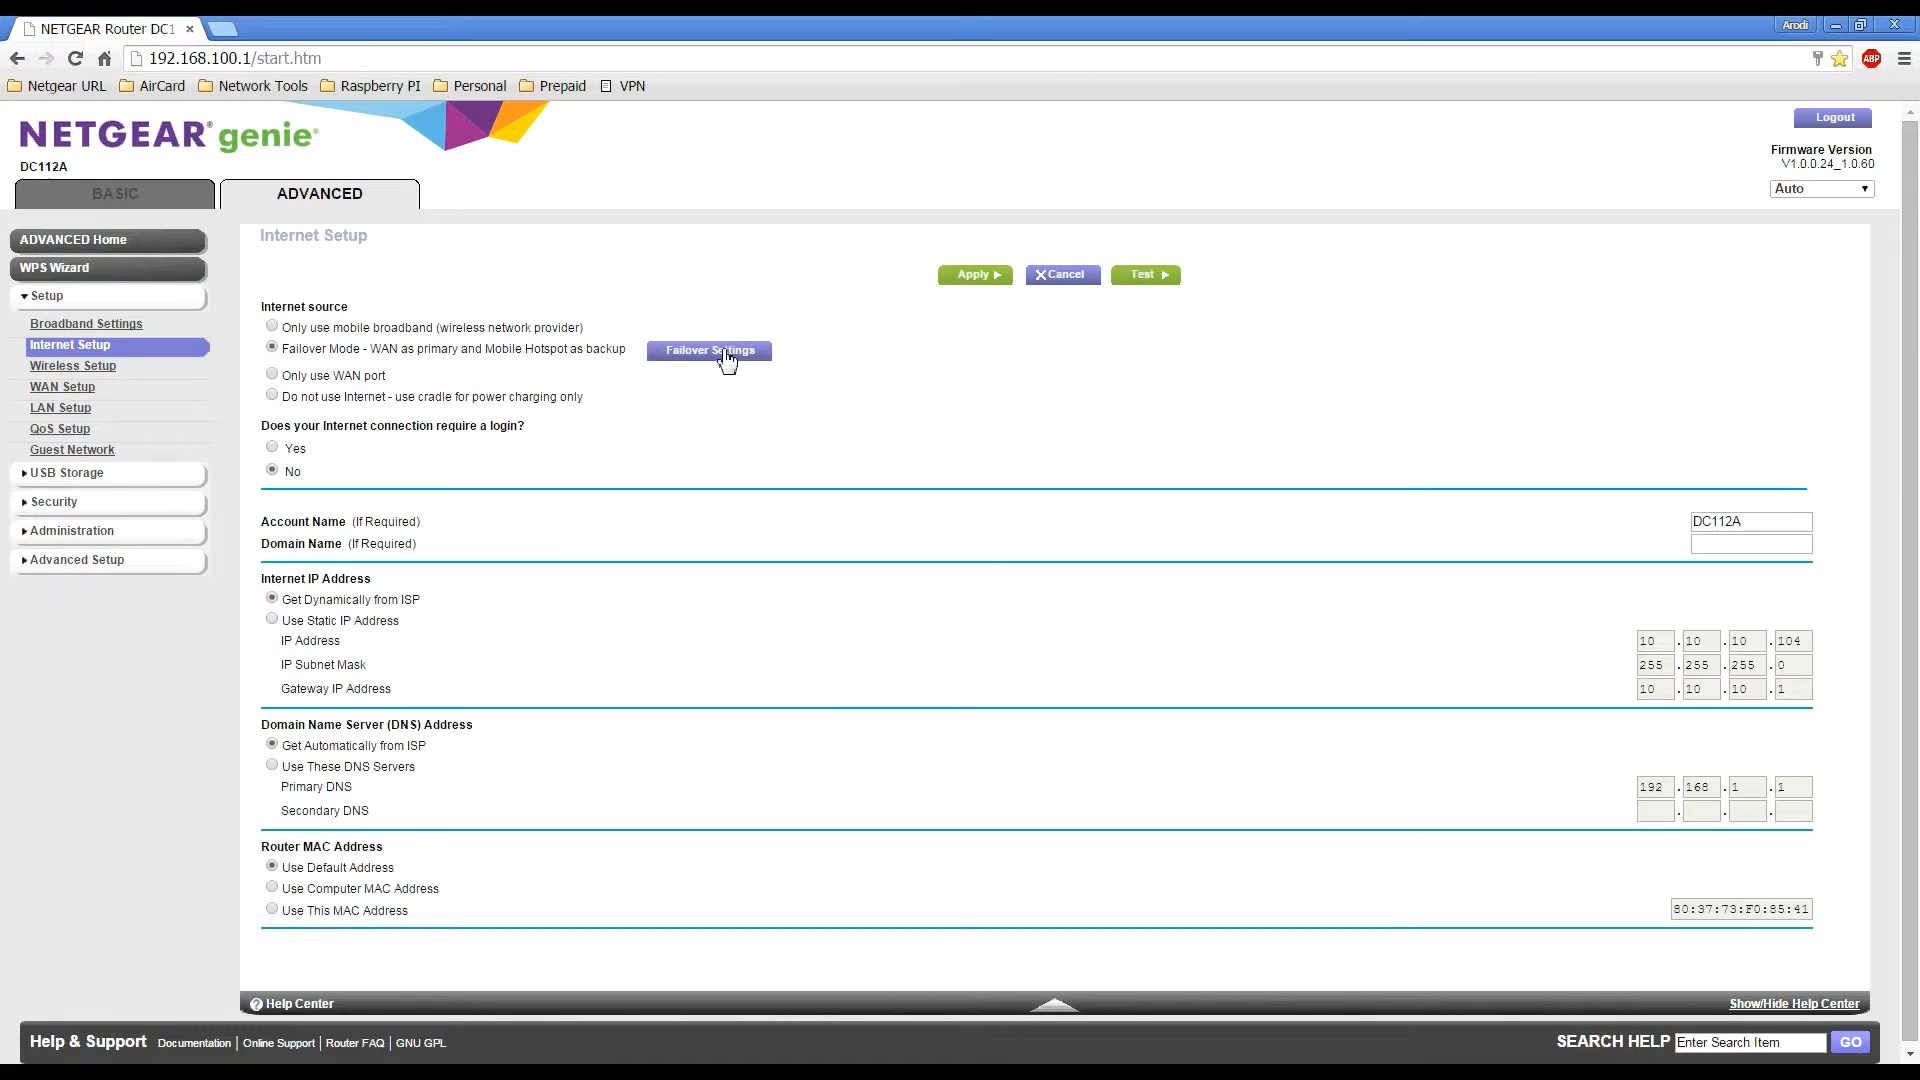 NETGEAR Router DC1
Arodi
192.168.100.1/start.htm
ABP
Netgear URL AirCard Network Tools Raspberry PI Personal Prepaid VPN
NETGEAR® genie®
Logout
Firmware Version
V1.0.0.24_1.0.60
DC112A
Auto
BASIC ADVANCED
ADVANCED Home
WPS Wizard
Setup
Broadband Settings
Internet Setup
Wireless Setup
WAN Setup
LAN Setup
QoS Setup
Guest Network
USB Storage
Security
Administration
Advanced Setup
Internet Setup
Apply Cancel Test
Internet source
Only use mobile broadband (wireless network provider)
Failover Mode - WAN as primary and Mobile Hotspot as backup Failover Settings
Only use WAN port
Do not use Internet - use cradle for power charging only
Does your Internet connection require a login?
Yes
No
Account Name (If Required) DC112A
Domain Name (If Required)
Internet IP Address
Get Dynamically from ISP
Use Static IP Address
IP Address 10 . 10 . 10 . 104
IP Subnet Mask 255 . 255 . 255 . 0
Gateway IP Address 10 . 10 . 10 . 1
Domain Name Server (DNS) Address
Get Automatically from ISP
Use These DNS Servers
Primary DNS 192 . 168 . 1 . 1
Secondary DNS . . .
Router MAC Address
Use Default Address
Use Computer MAC Address
Use This MAC Address 80:37:73:F0:85:41
? Help Center Show/Hide Help Center
Help & Support Documentation | Online Support | Router FAQ | GNU GPL SEARCH HELP Enter Search Item GO